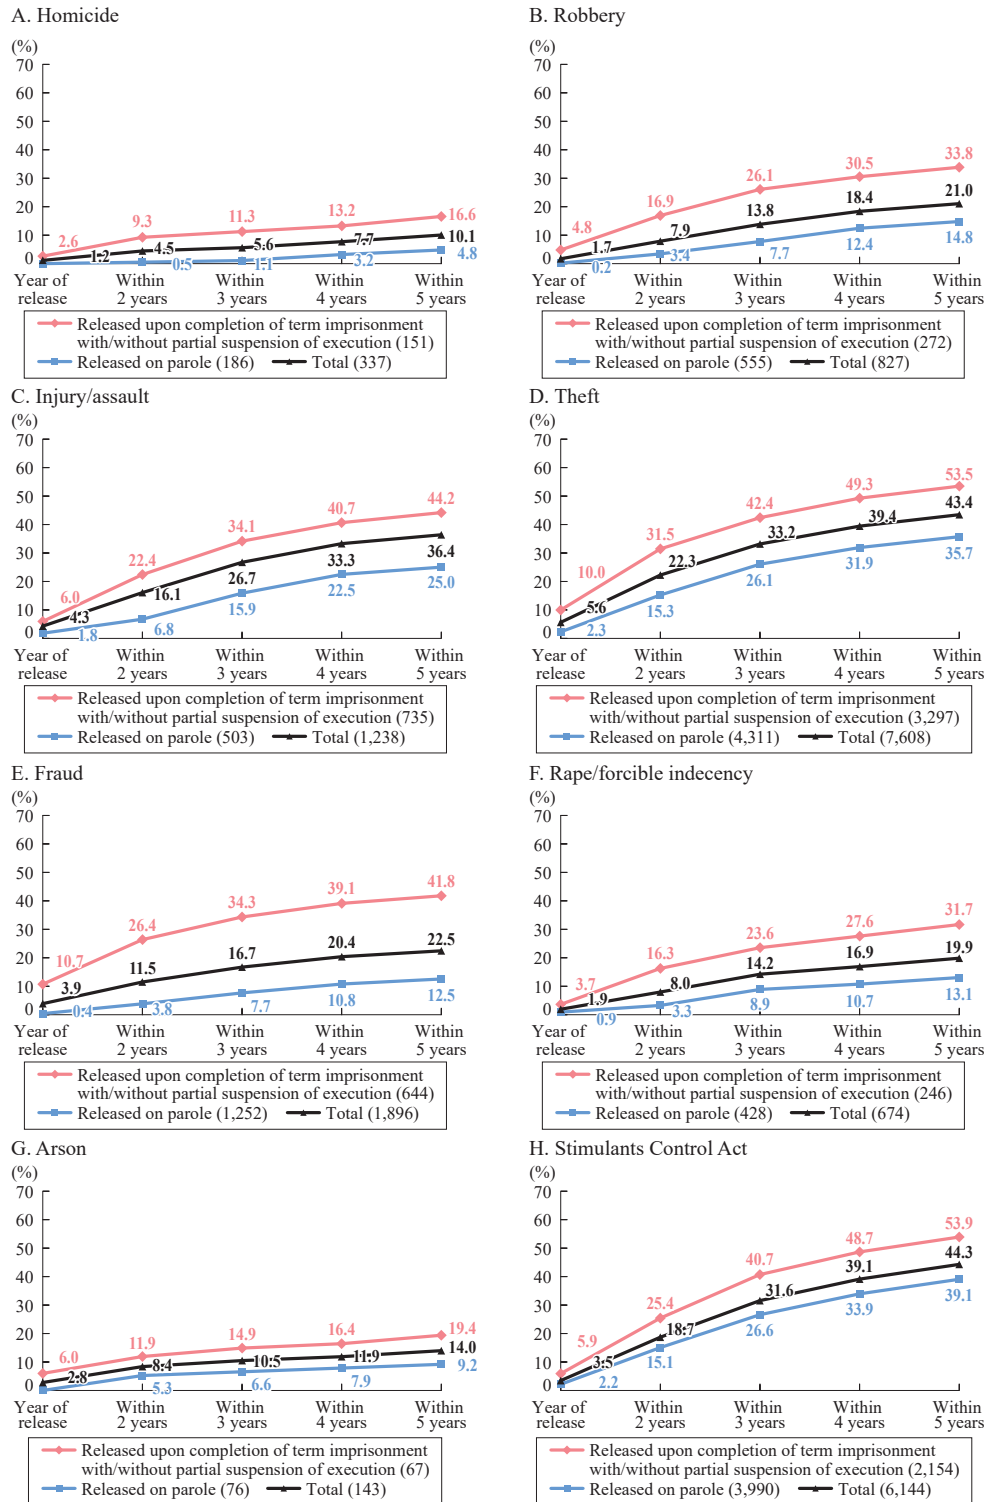 A. Homicide
(%)
70
60
50
40
30
20
10
0
2.6
9.3
11.3
13.2
16.6
1.2
4.5
5.6
7.7
10.1
0.5
1.1
3.2
4.8
Year of release
Within 2 years
Within 3 years
Within 4 years
Within 5 years
Released upon completion of term imprisonment
with/without partial suspension of execution (151)
Released on parole (186) Total (337)
B. Robbery
(%)
70
60
50
40
30
20
10
0
4.8
16.9
26.1
30.5
33.8
1.7
7.9
13.8
18.4
21.0
0.2
3.4
7.7
12.4
14.8
Year of release
Within 2 years
Within 3 years
Within 4 years
Within 5 years
Released upon completion of term imprisonment
with/without partial suspension of execution (272)
Released on parole (555) Total (827)
C. Injury/assault
(%)
70
60
50
40
30
20
10
0
6.0
22.4
34.1
40.7
44.2
4.3
16.1
26.7
33.3
36.4
1.8
6.8
15.9
22.5
25.0
Year of release
Within 2 years
Within 3 years
Within 4 years
Within 5 years
Released upon completion of term imprisonment
with/without partial suspension of execution (735)
Released on parole (503) Total (1,238)
D. Theft
(%)
70
60
50
40
30
20
10
0
10.0
31.5
42.4
49.3
53.5
5.6
22.3
33.2
39.4
43.4
2.3
15.3
26.1
31.9
35.7
Year of release
Within 2 years
Within 3 years
Within 4 years
Within 5 years
Released upon completion of term imprisonment
with/without partial suspension of execution (3,297)
Released on parole (4,311) Total (7,608)
E. Fraud
(%)
70
60
50
40
30
20
10
0
10.7
26.4
34.3
39.1
41.8
3.9
11.5
16.7
20.4
22.5
0.4
3.8
7.7
10.8
12.5
Year of release
Within 2 years
Within 3 years
Within 4 years
Within 5 years
Released upon completion of term imprisonment
with/without partial suspension of execution (644)
Released on parole (1,252) Total (1,896)
F. Rape/forcible indecency
(%)
70
60
50
40
30
20
10
0
3.7
16.3
23.6
27.6
31.7
1.9
8.0
14.2
16.9
19.9
0.9
3.3
8.9
10.7
13.1
Year of release
Within 2 years
Within 3 years
Within 4 years
Within 5 years
Released upon completion of term imprisonment
with/without partial suspension of execution (246)
Released on parole (428) Total (674)
G. Arson
(%)
70
60
50
40
30
20
10
0
6.0
11.9
14.9
16.4
19.4
2.8
8.4
10.5
11.9
14.0
5.3
6.6
7.9
9.2
Year of release
Within 2 years
Within 3 years
Within 4 years
Within 5 years
Released upon completion of term imprisonment
with/without partial suspension of execution (67)
Released on parole (76) Total (143)
H. Stimulants Control Act
(%)
70
60
50
40
30
20
10
0
5.9
25.4
40.7
48.7
53.9
3.5
18.7
31.6
39.1
44.3
2.2
15.1
26.6
33.9
39.1
Year of release
Within 2 years
Within 3 years
Within 4 years
Within 5 years
Released upon completion of term imprisonment
with/without partial suspension of execution (2,154)
Released on parole (3,990) Total (6,144)